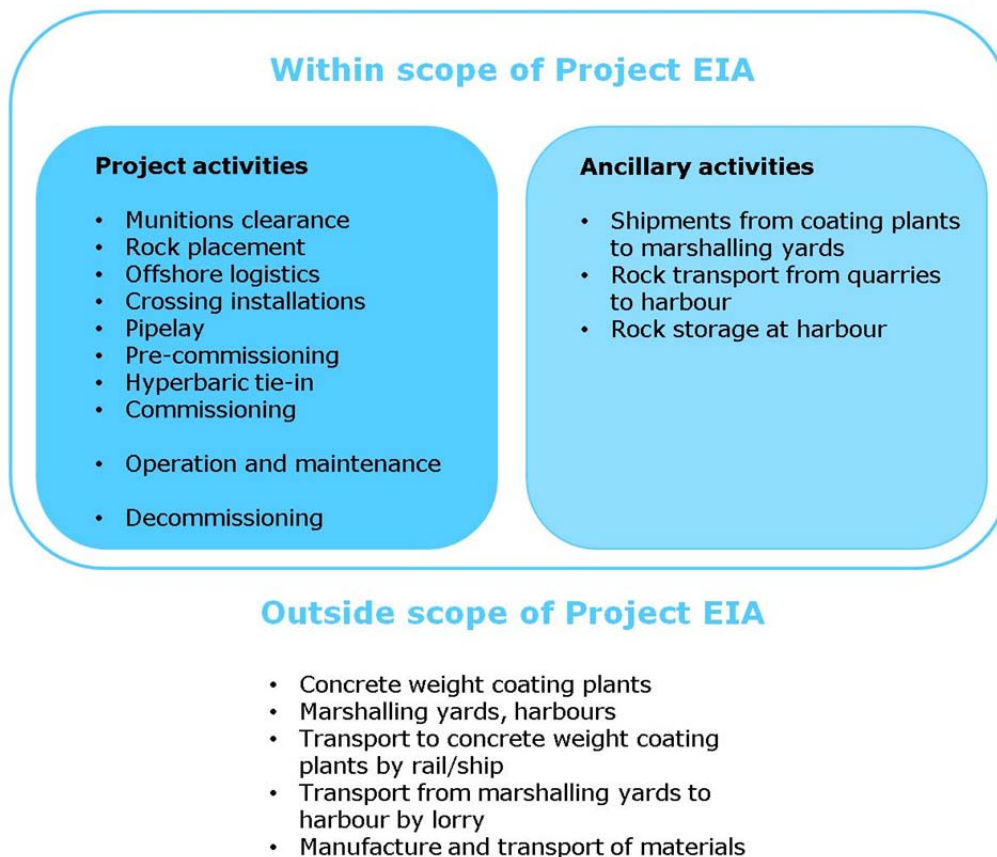 Within scope of Project EIA
Project activities
• Munitions clearance
• Rock placement
• Offshore logistics
• Crossing installations
• Pipelay
• Pre-commissioning
• Hyperbaric tie-in
• Commissioning
• Operation and maintenance
• Decommissioning
Ancillary activities
• Shipments from coating plants
to marshalling yards
• Rock transport from quarries
to harbour
• Rock storage at harbour
Outside scope of Project EIA
• Concrete weight coating plants
• Marshalling yards, harbours
• Transport to concrete weight coating
plants by rail/ship
• Transport from marshalling yards to
harbour by lorry
• Manufacture and transport of materials